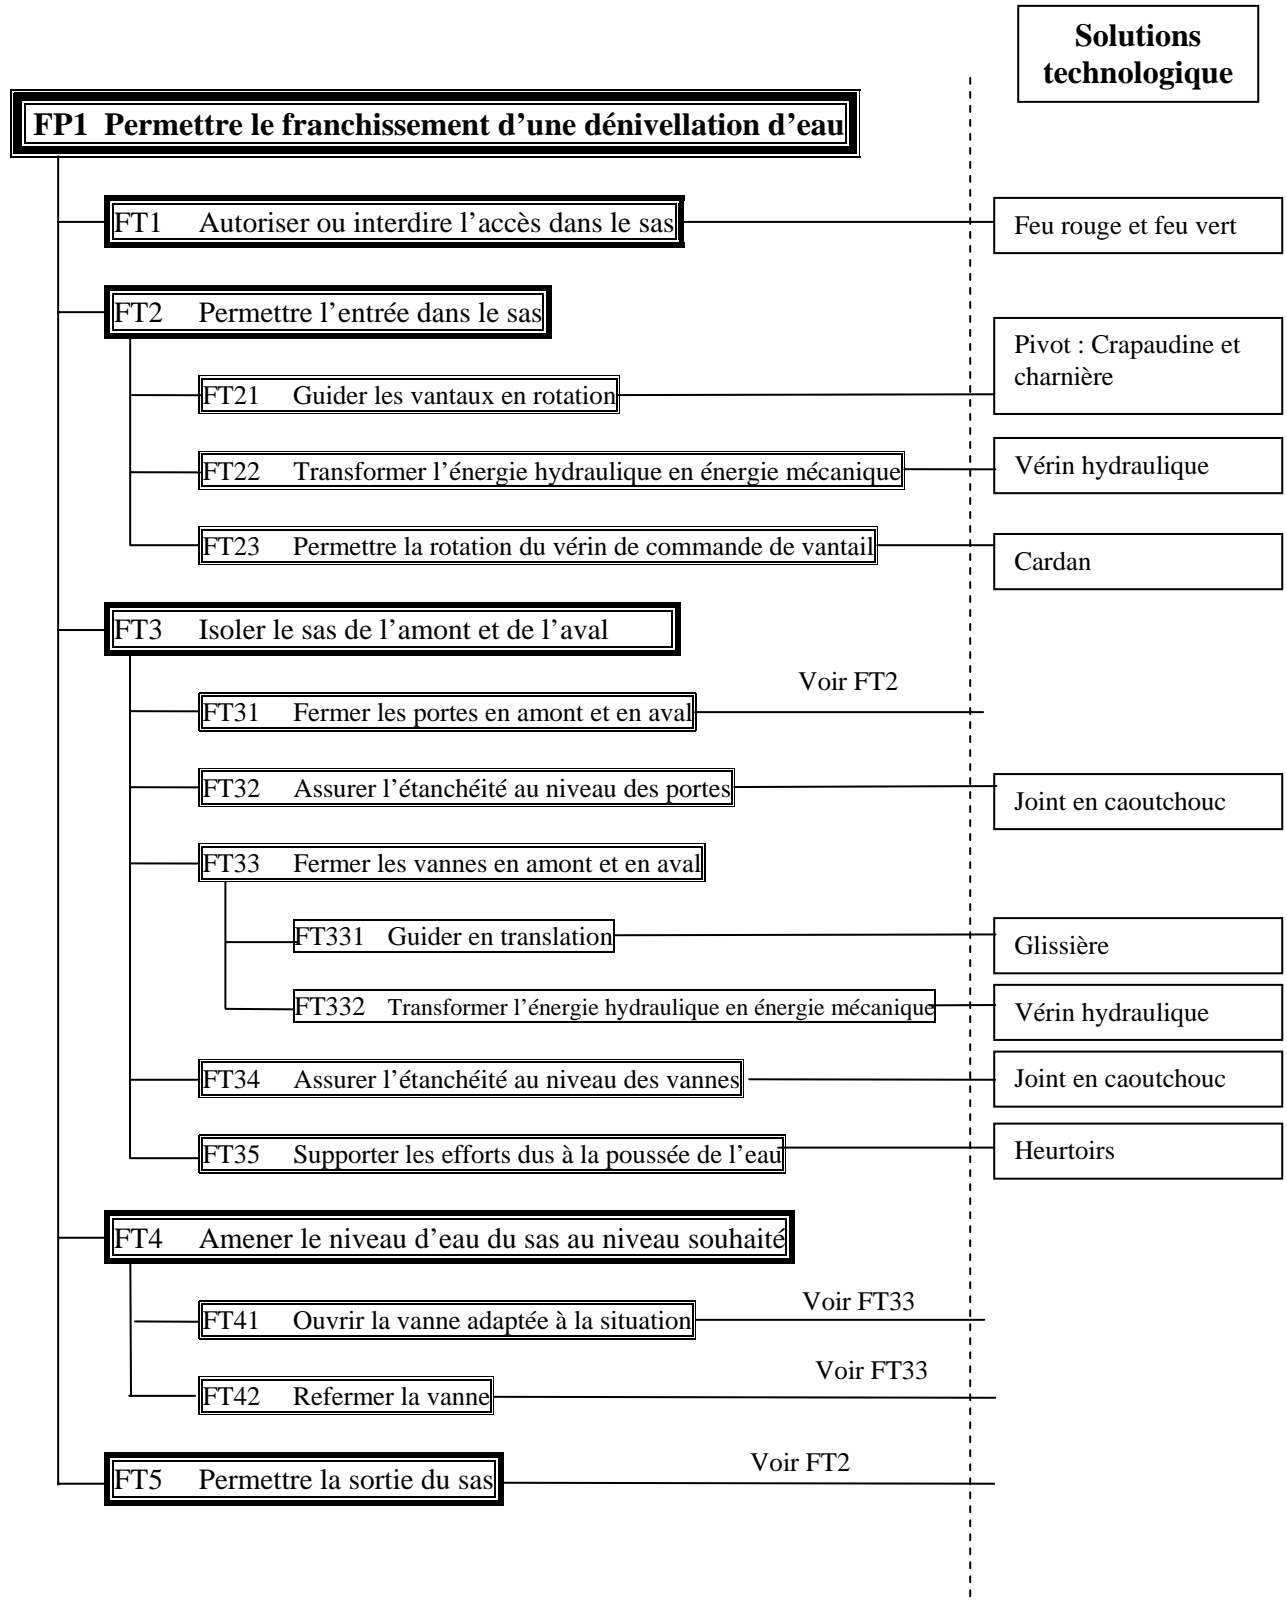 Solutions
technologique
FP1 Permettre le franchissement d’une dénivellation d’eau
FT1 Autoriser ou interdire l’accès dans le sas
Feu rouge et feu vert
FT2 Permettre l’entrée dans le sas
Pivot : Crapaudine et
charnière
FT21 Guider les vantaux en rotation
FT22 Transformer l’énergie hydraulique en énergie mécanique
Vérin hydraulique
FT23 Permettre la rotation du vérin de commande de vantail
Cardan
FT3 Isoler le sas de l’amont et de l’aval
Voir FT2
FT31 Fermer les portes en amont et en aval
FT32 Assurer l’étanchéité au niveau des portes
Joint en caoutchouc
FT33 Fermer les vannes en amont et en aval
FT331 Guider en translation
Glissière
FT332 Transformer l’énergie hydraulique en énergie mécanique
Vérin hydraulique
FT34 Assurer l’étanchéité au niveau des vannes
Joint en caoutchouc
FT35 Supporter les efforts dus à la poussée de l’eau
Heurtoirs
FT4 Amener le niveau d’eau du sas au niveau souhaité
Voir FT33
FT41 Ouvrir la vanne adaptée à la situation
Voir FT33
FT42 Refermer la vanne
Voir FT2
FT5 Permettre la sortie du sas